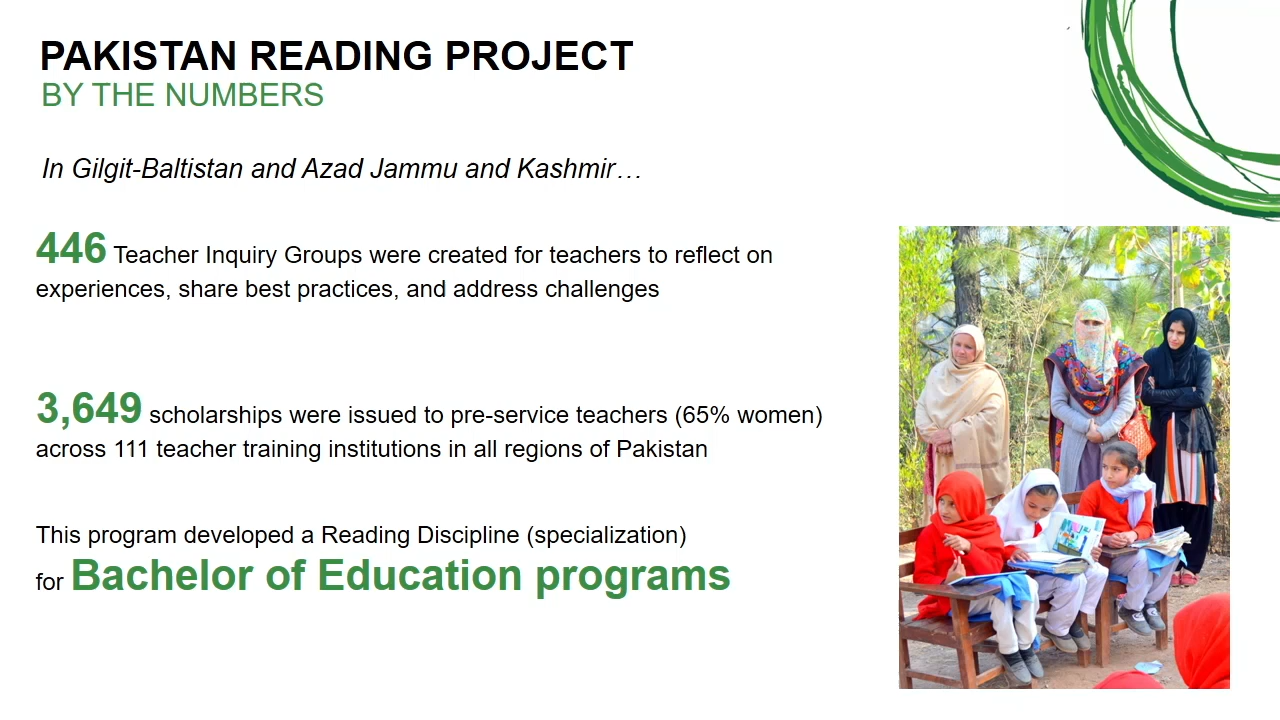 PAKISTAN READING PROJECT
BY THE NUMBERS
In Gilgit-Baltistan and Azad Jammu and Kashmir…
446 Teacher Inquiry Groups were created for teachers to reflect on
experiences, share best practices, and address challenges
3,649 scholarships were issued to pre-service teachers (65% women)
across 111 teacher training institutions in all regions of Pakistan
This program developed a Reading Discipline (specialization)
for Bachelor of Education programs